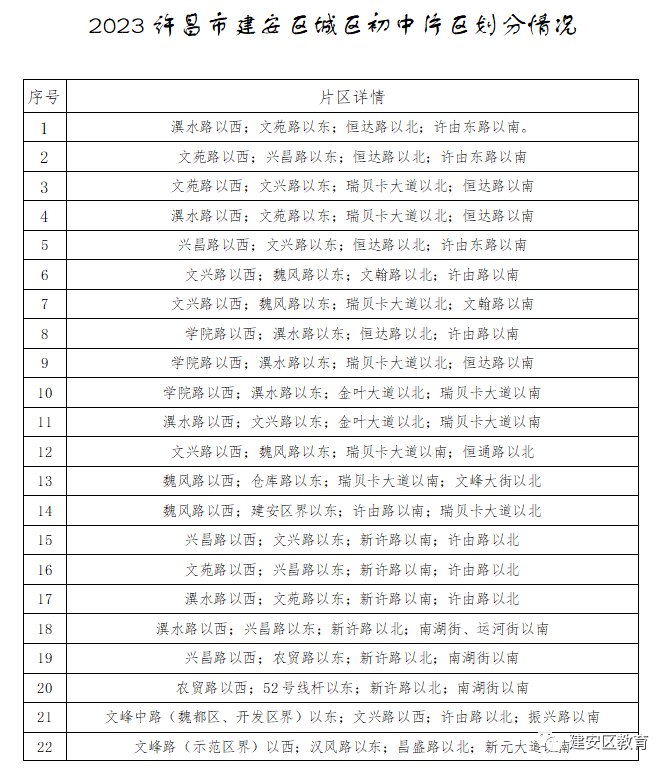 2023许昌市建安区城区初中片区划分情况
序号 片区详情
1 潩水路以西；文苑路以东；恒达路以北；许由东路以南。
2 文苑路以西；兴昌路以东；恒达路以北；许由东路以南
3 文苑路以西；文兴路以东；瑞贝卡大道以北；恒达路以南
4 潩水路以西；文苑路以东；瑞贝卡大道以北；恒达路以南
5 兴昌路以西；文兴路以东；恒达路以北；许由东路以南
6 文兴路以西；魏风路以东；文翰路以北；许由路以南
7 文兴路以西；魏风路以东；瑞贝卡大道以北；文翰路以南
8 学院路以西；潩水路以东；恒达路以北；许由路以南
9 学院路以西；潩水路以东；瑞贝卡大道以北；恒达路以南
10 学院路以西；潩水路以东；金叶大道以北；瑞贝卡大道以南
11 潩水路以西；文兴路以东；金叶大道以北；瑞贝卡大道以南
12 文兴路以西；魏风路以东；瑞贝卡大道以南；恒通路以北
13 魏风路以西；仓库路以东；瑞贝卡大道以南；文峰大街以北
14 魏风路以西；建安区界以东；许由路以南；瑞贝卡大道以北
15 兴昌路以西；文兴路以东；新许路以南；许由路以北
16 文苑路以西；兴昌路以东；新许路以南；许由路以北
17 潩水路以西；文苑路以东；新许路以南；许由路以北
18 潩水路以西；兴昌路以东；新许路以北；南湖街、运河街以南
19 兴昌路以西；农贸路以东；新许路以北；南湖街以南
20 农贸路以西；52号线杆以东；新许路以北；南湖街以南
21 文峰中路（魏都区、开发区界）以东；文兴路以西；许由路以北；振兴路以南
22 文峰路（示范区界）以西；汉风路以东；昌盛路以北；新元大道以南
建安区教育